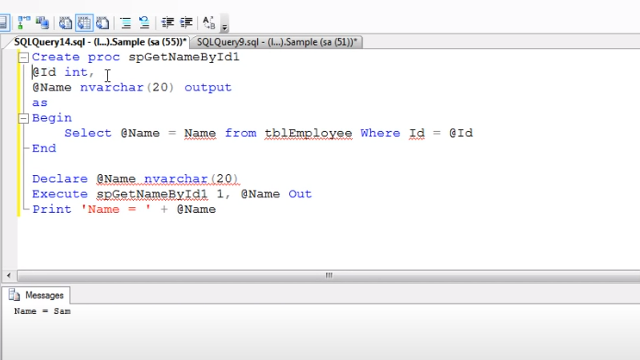 SQLQuery14.sql - (l...).Sample (sa (55))* SQLQuery9.sql - (l...).Sample (sa (51))*
Create proc spGetNameById1
@Id int,
@Name nvarchar(20) output
as
Begin
Select @Name = Name from tblEmployee Where Id = @Id
End
Declare @Name nvarchar(20)
Execute spGetNameById1 1, @Name Out
Print 'Name = ' + @Name
Messages
Name = Sam